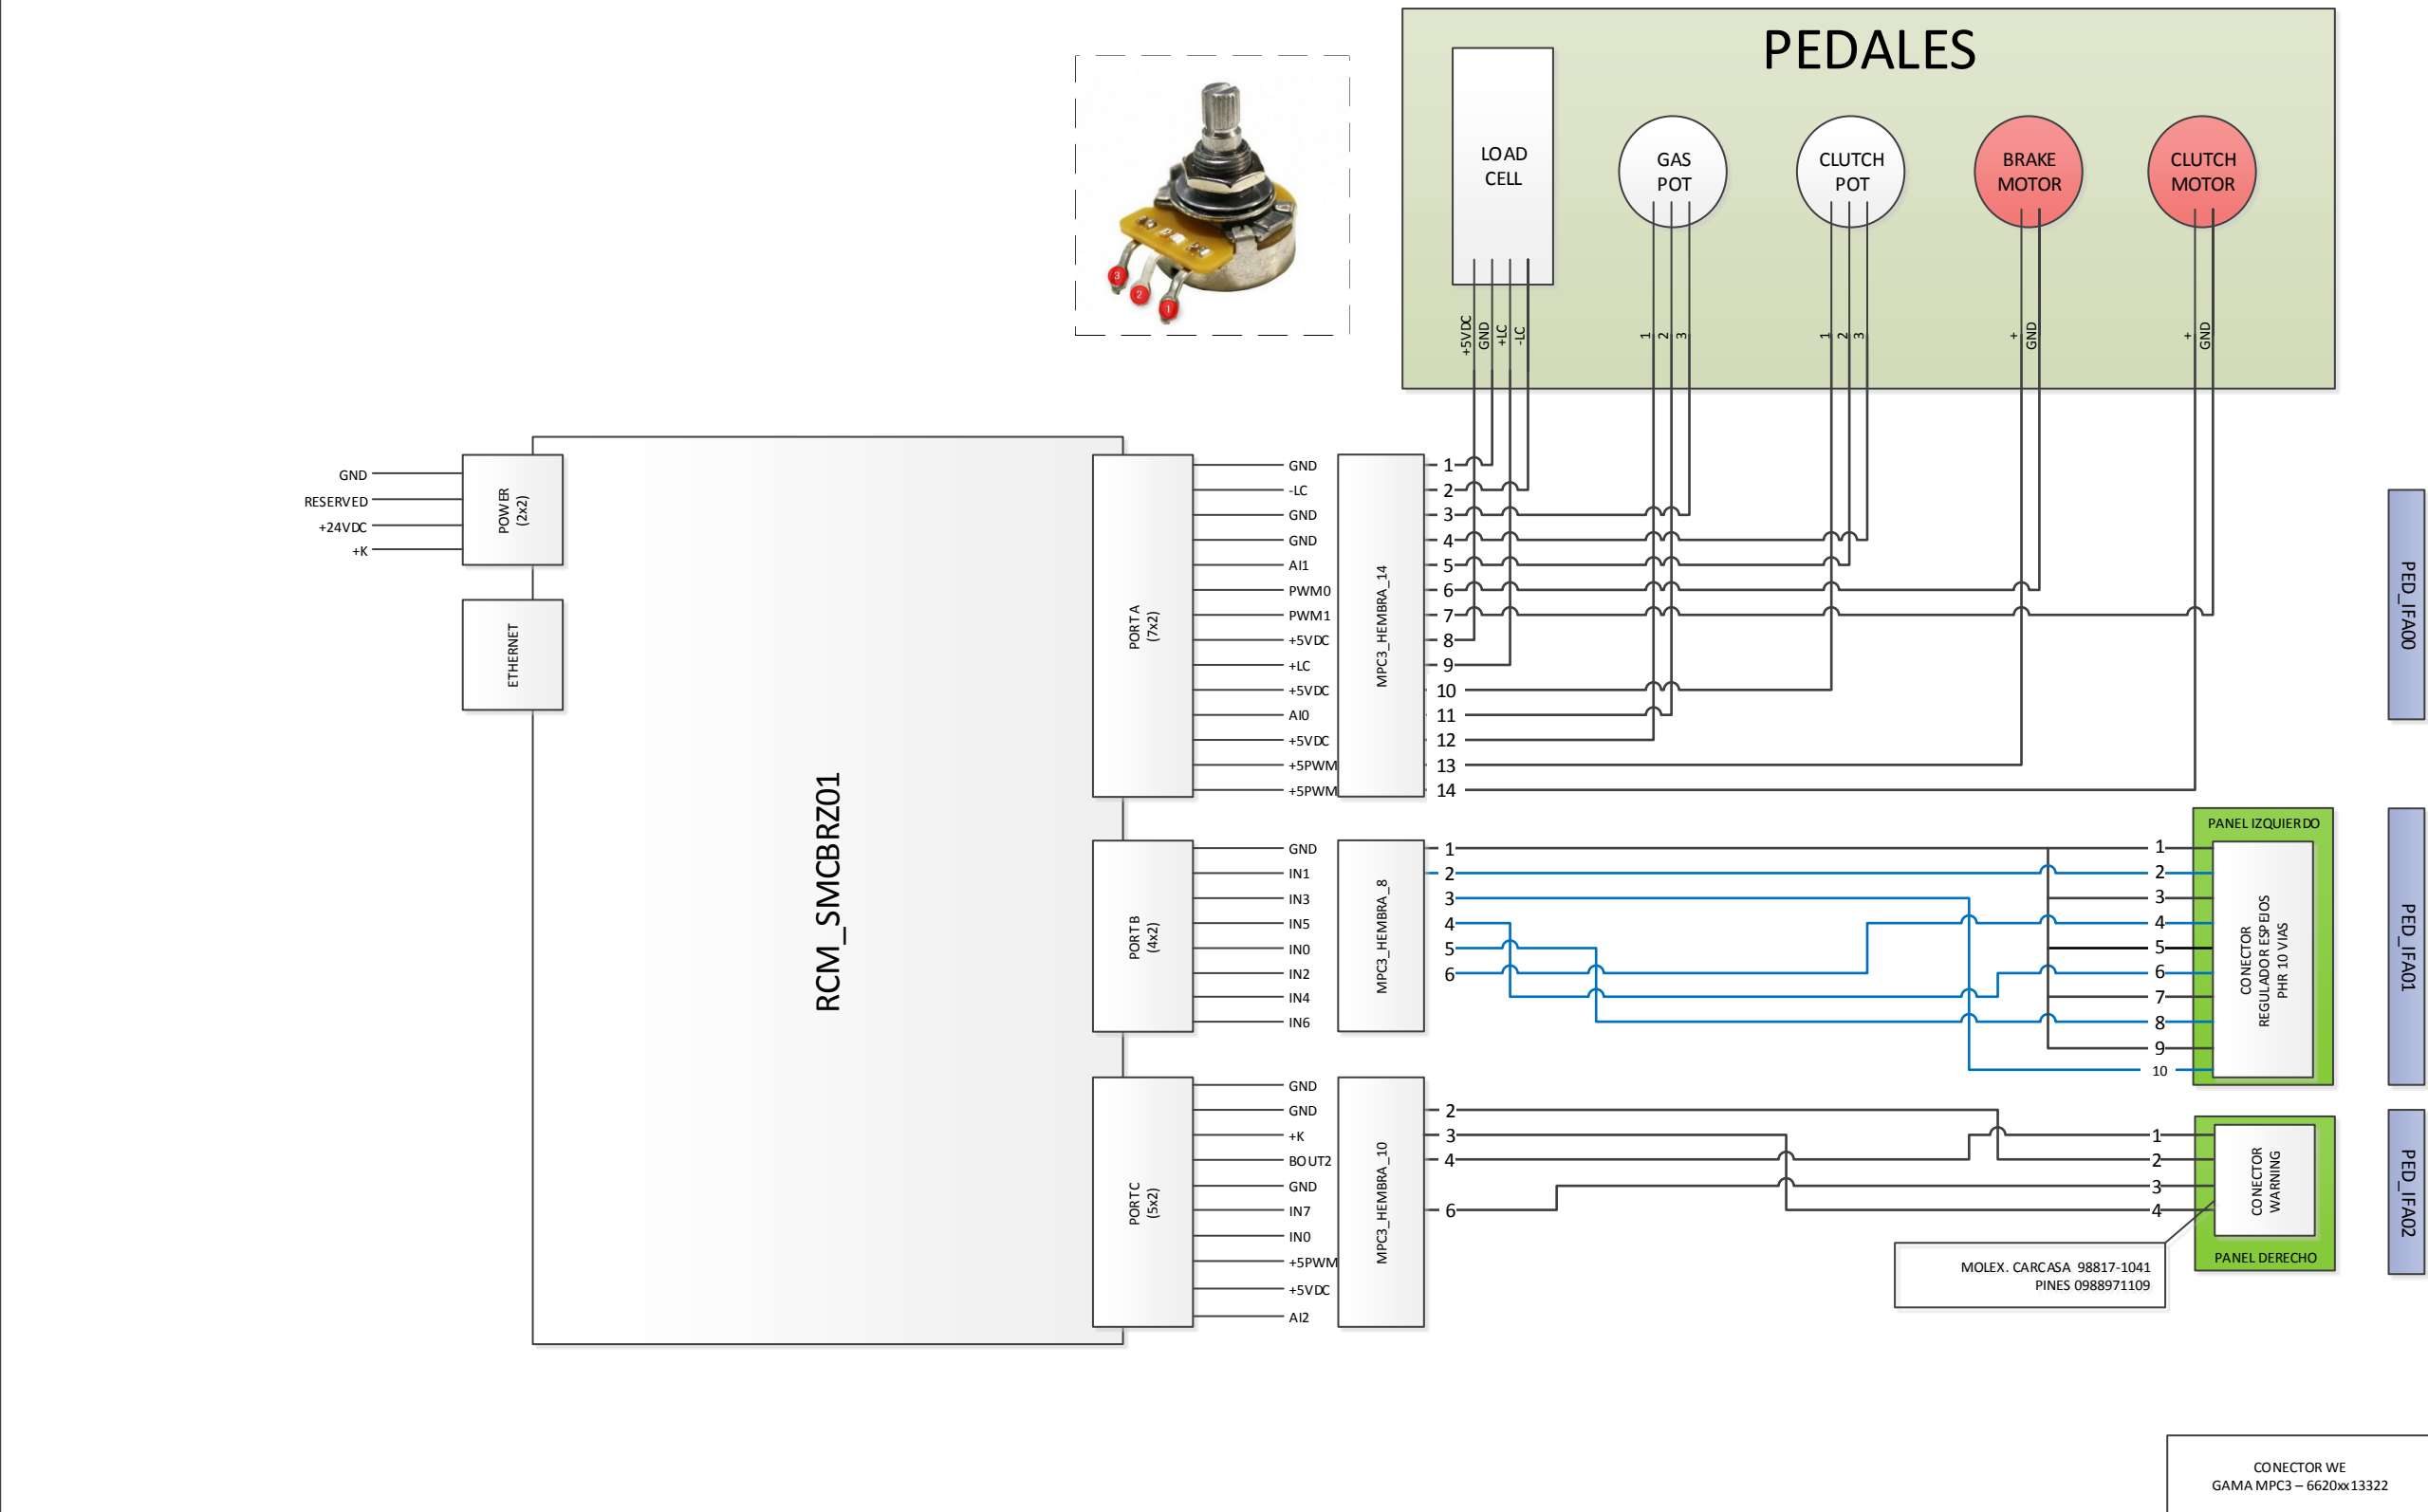 PEDALES
LOAD
CELL
GAS
POT
CLUTCH
POT
BRAKE
MOTOR
CLUTCH
MOTOR
+5VDC
GND
+LC
-LC
1
2
3
1
2
3
+
GND
+
GND
3
2
1
GND
RESERVED
+24VDC
+K
POWER
(2x2)
ETHERNET
RCM_SMCBRZ01
PORTA
(7x2)
GND
-LC
GND
GND
AI1
PWM0
PWM1
+5VDC
+LC
+5VDC
AI0
+5VDC
+5PWM
+5PWM
MPC3_HEMBRA_14
1
2
3
4
5
6
7
8
9
10
11
12
13
14
PED_IFA00
PORTB
(4x2)
GND
IN1
IN3
IN5
IN0
IN2
IN4
IN6
MPC3_HEMBRA_8
1
2
3
4
5
6
PANEL IZQUIERDO
1
2
3
4
5
6
7
8
9
10
CONECTOR
REGULADOR ESPEJOS
PHR 10 VIAS
PED_IFA01
PORTC
(5x2)
GND
GND
+K
BOUT2
GND
IN7
IN0
+5PWM
+5VDC
AI2
MPC3_HEMBRA_10
2
3
4
6
1
2
3
4
CONECTOR
WARNING
PANEL DERECHO
PED_IFA02
MOLEX. CARCASA 98817-1041
PINES 0988971109
CONECTOR WE
GAMA MPC3 – 6620xx13322